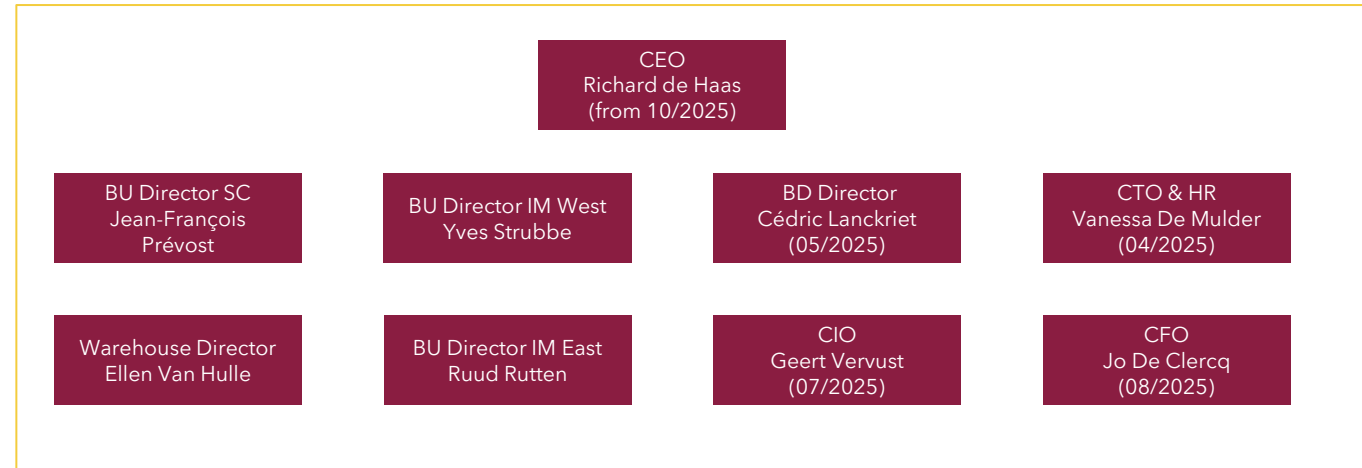 CEO
Richard de Haas
(from 10/2025)
BU Director SC
Jean-François
Prévost
BU Director IM West
Yves Strubbe
BD Director
Cédric Lanckriet
(05/2025)
CTO & HR
Vanessa De Mulder
(04/2025)
Warehouse Director
Ellen Van Hulle
BU Director IM East
Ruud Rutten
CIO
Geert Vervust
(07/2025)
CFO
Jo De Clercq
(08/2025)